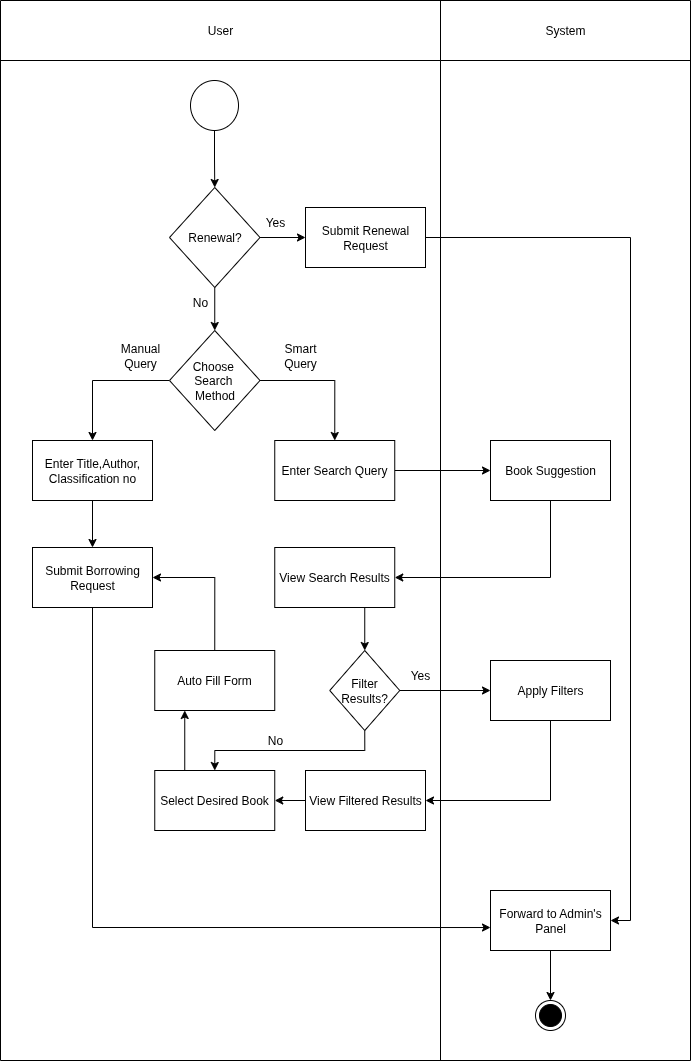 User
System
Renewal?
Yes
Submit Renewal
Request
No
Manual
Query
Choose
Search
Method
Smart
Query
Enter Title,Author,
Classification no
Enter Search Query
Book Suggestion
Submit Borrowing
Request
View Search Results
Auto Fill Form
Filter
Results?
Yes
Apply Filters
No
Select Desired Book
View Filtered Results
Forward to Admin's
Panel